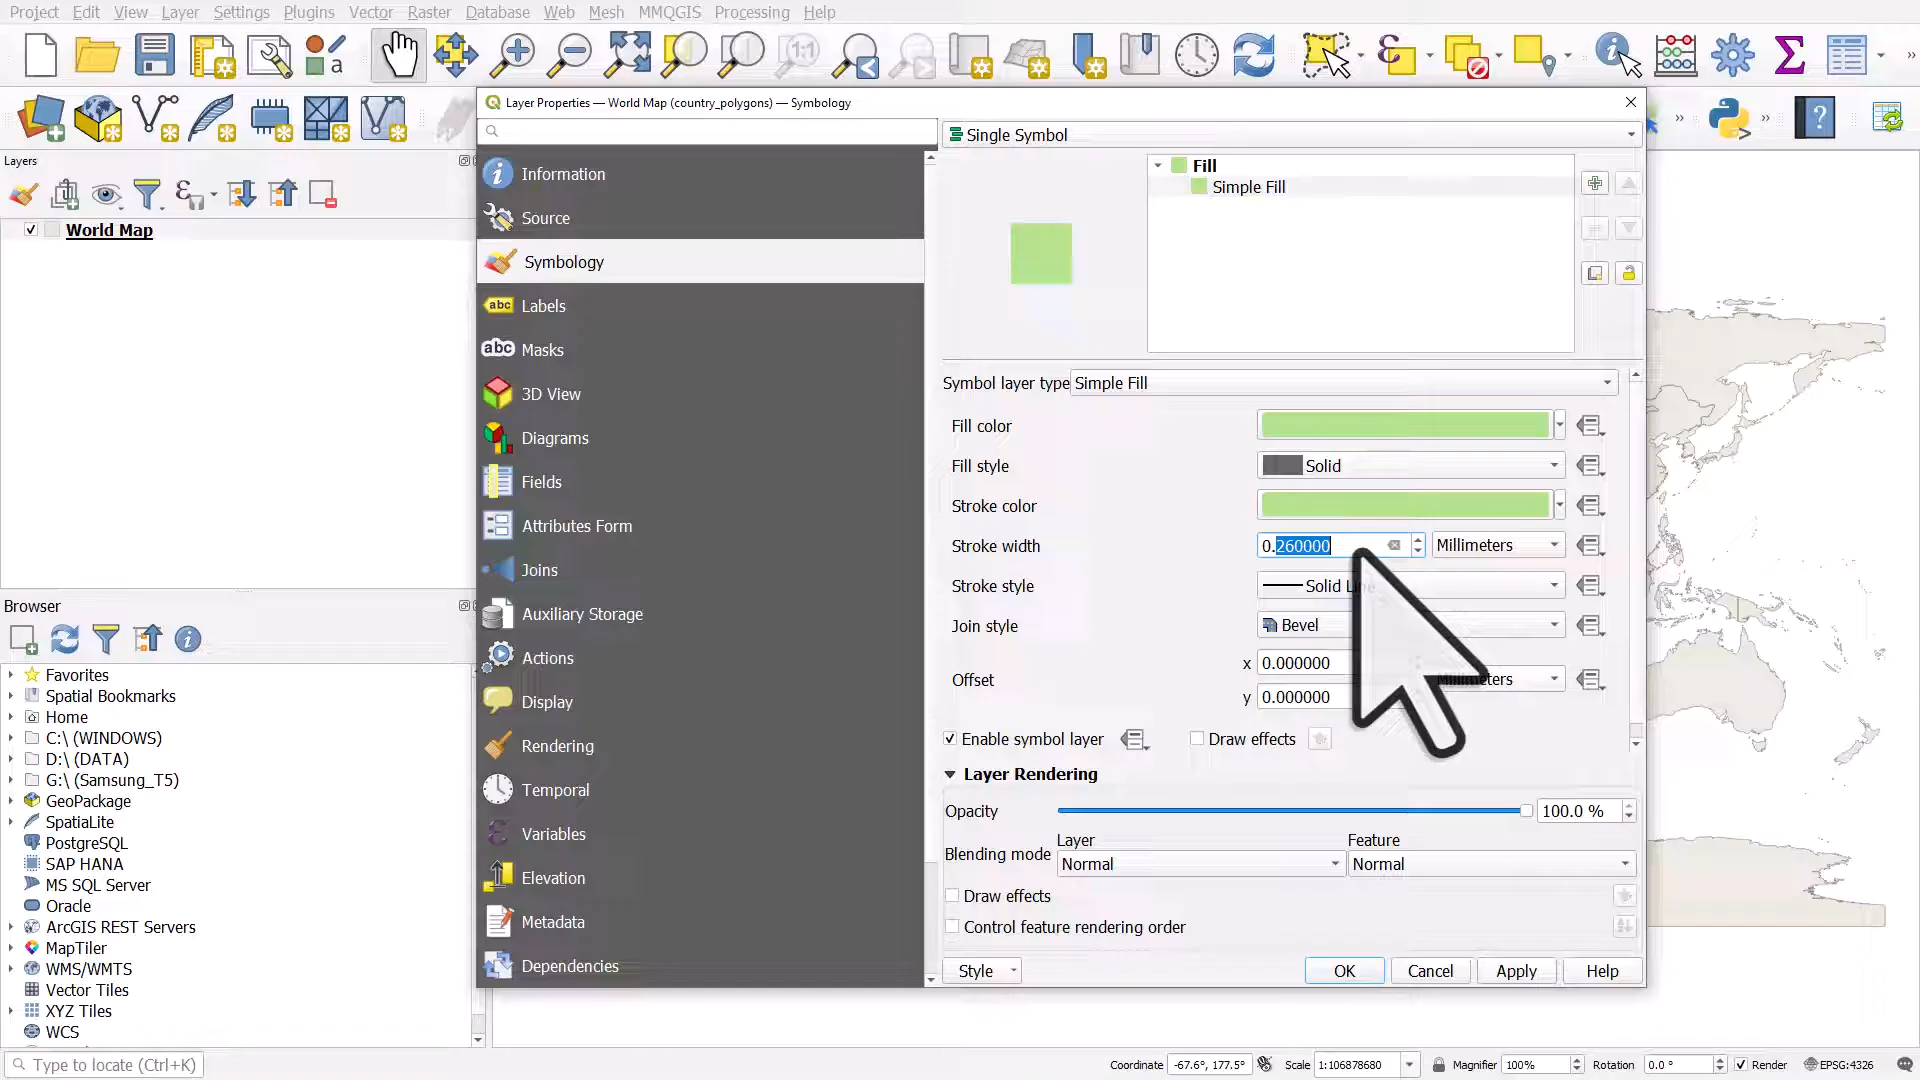 Project Edit View Layer Settings Plugins Vector Raster Database Web Mesh MMQGIS Processing Help
Layer Properties — World Map (country_polygons) — Symbology
Layers
World Map
Browser
Favorites
Spatial Bookmarks
Home
C:\ (WINDOWS)
D:\ (DATA)
G:\ (Samsung_T5)
GeoPackage
SpatiaLite
PostgreSQL
SAP HANA
MS SQL Server
Oracle
ArcGIS REST Servers
MapTiler
WMS/WMTS
Vector Tiles
XYZ Tiles
WCS
Information
Source
Symbology
abc Labels
abc Masks
3D View
Diagrams
Fields
Attributes Form
Joins
Auxiliary Storage
Actions
Display
Rendering
Temporal
Variables
Elevation
Metadata
Dependencies
Single Symbol
Fill
Simple Fill
Symbol layer type Simple Fill
Fill color
Fill style Solid
Stroke color
Stroke width 0.260000 Millimeters
Stroke style Solid
Join style Bevel
Offset x 0.000000 Millimeters
y 0.000000
Enable symbol layer Draw effects
Layer Rendering
Opacity 100.0 %
Layer Feature
Blending mode Normal Normal
Draw effects
Control feature rendering order
Style OK Cancel Apply Help
Type to locate (Ctrl+K) Coordinate -67.6°, 177.5° Scale 1:106878680 Magnifier 100% Rotation 0.0 ° Render EPSG:4326